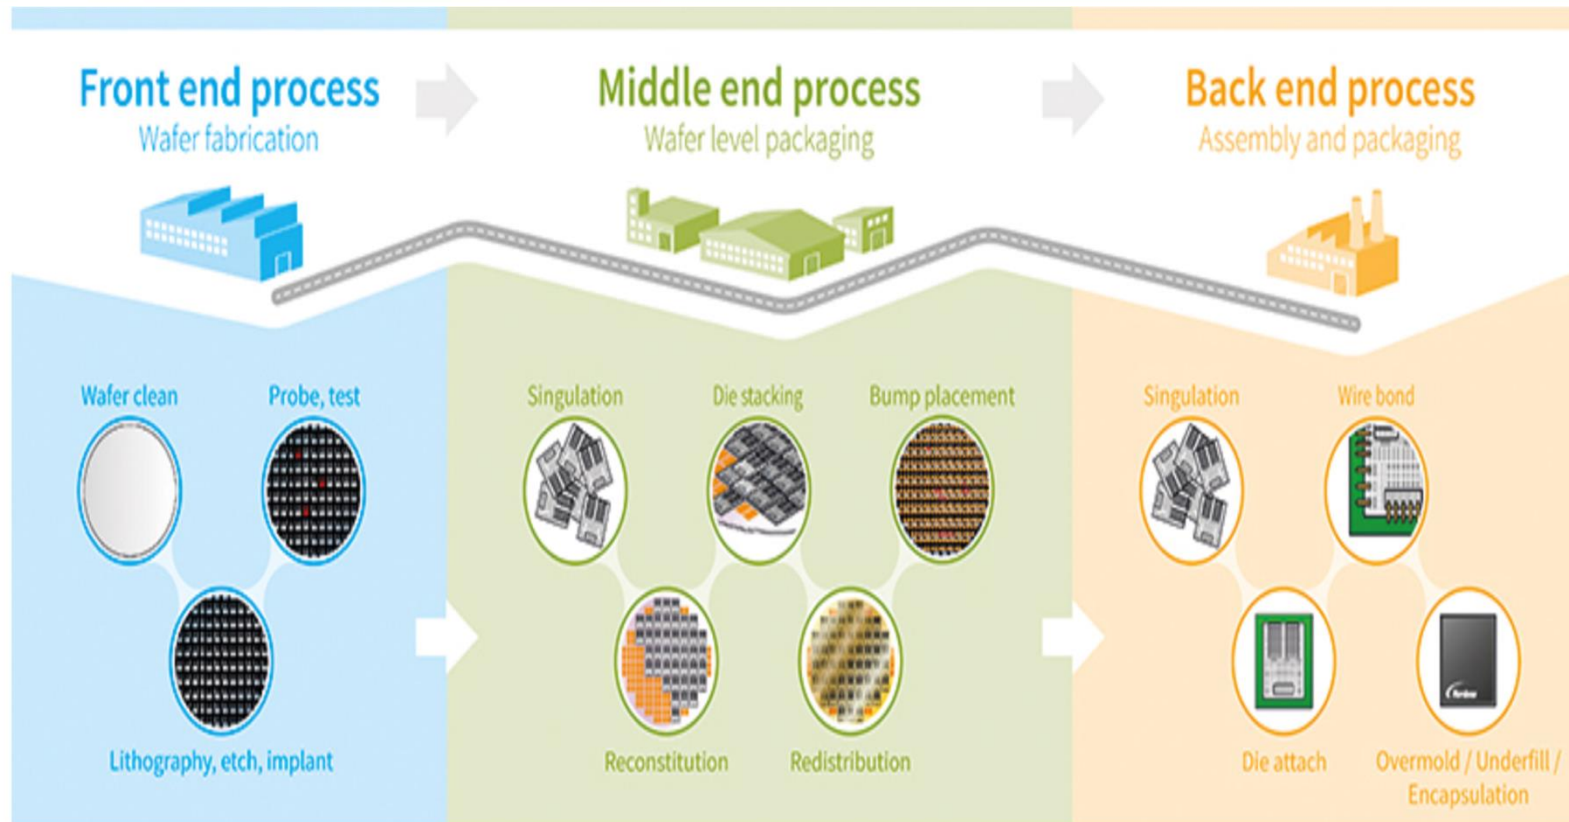 Front end process
Wafer fabrication
Middle end process
Wafer level packaging
Back end process
Assembly and packaging
Wafer clean
Probe, test
Lithography, etch, implant
Singulation
Die stacking
Bump placement
Reconstitution
Redistribution
Singulation
Wire bond
Die attach
Overmold / Underfill /
Encapsulation